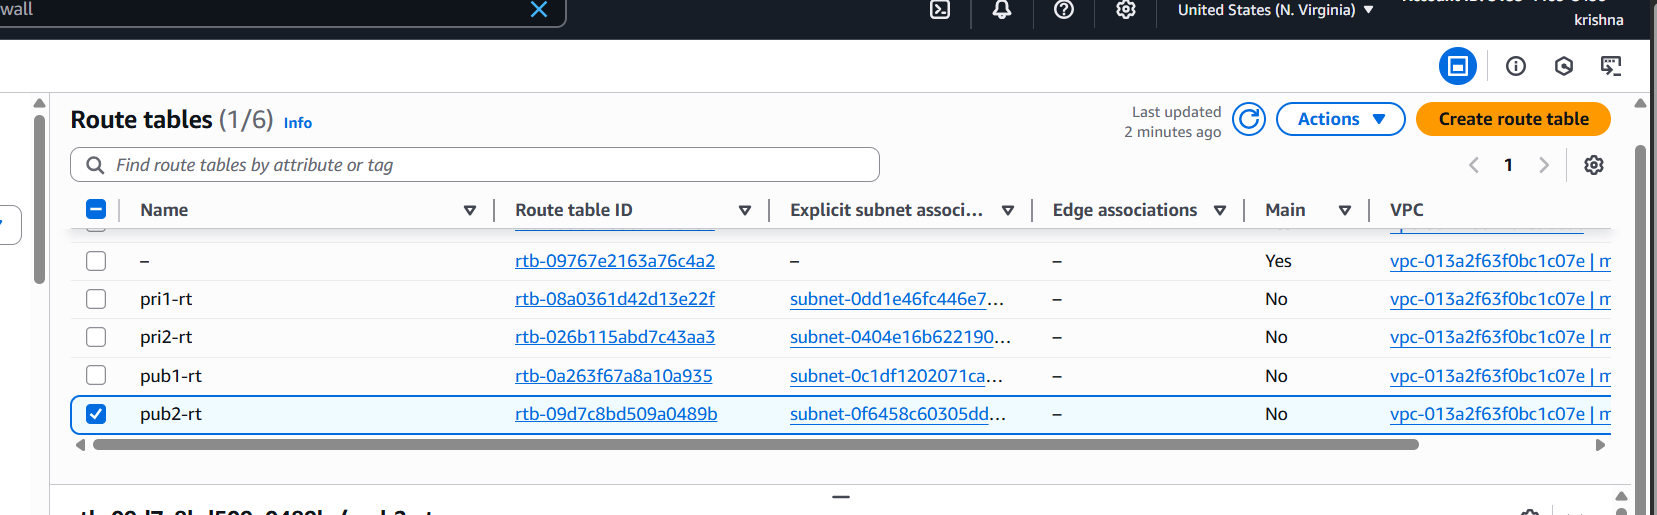 wall
United States (N. Virginia)
krishna
Route tables (1/6) Info
Last updated
2 minutes ago
Actions
Create route table
Find route tables by attribute or tag
1
Name Route table ID Explicit subnet associ... Edge associations Main VPC
– rtb-09767e2163a76c4a2 – – Yes vpc-013a2f63f0bc1c07e | m
pri1-rt rtb-08a0361d42d13e22f subnet-0dd1e46fc446e7... – No vpc-013a2f63f0bc1c07e | m
pri2-rt rtb-026b115abd7c43aa3 subnet-0404e16b622190... – No vpc-013a2f63f0bc1c07e | m
pub1-rt rtb-0a263f67a8a10a935 subnet-0c1df1202071ca... – No vpc-013a2f63f0bc1c07e | m
pub2-rt rtb-09d7c8bd509a0489b subnet-0f6458c60305dd... – No vpc-013a2f63f0bc1c07e | m